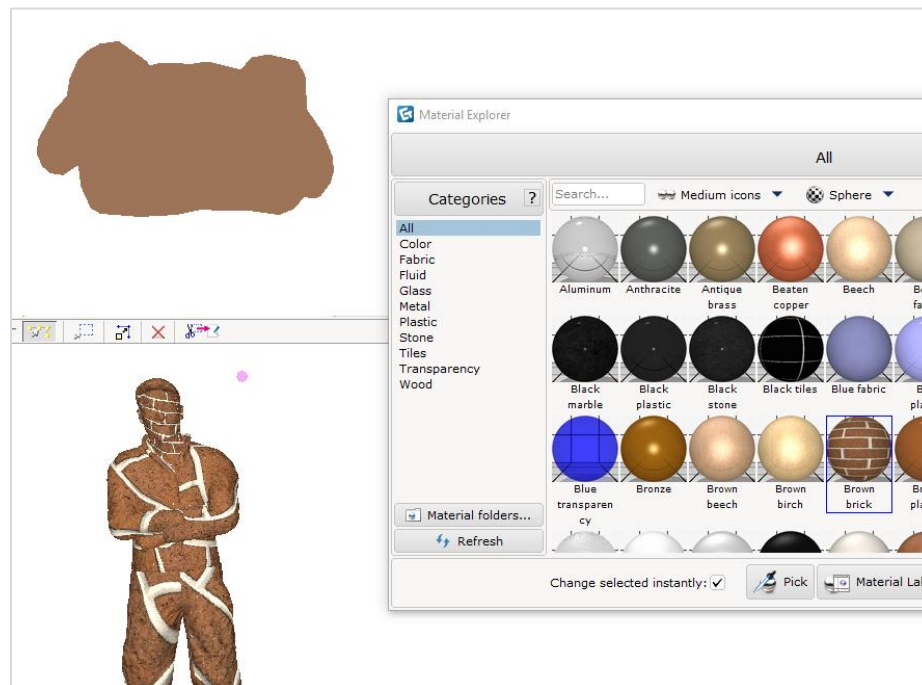 Material Explorer
All
Categories ?
Search...
Medium icons
Sphere
All
Color
Fabric
Fluid
Glass
Metal
Plastic
Stone
Tiles
Transparency
Wood
Aluminum
Anthracite
Antique
brass
Beaten
copper
Beech
Black
marble
Black
plastic
Black
stone
Black tiles
Blue fabric
Blue
transparen
cy
Bronze
Brown
beech
Brown
birch
Brown
brick
Material folders...
Refresh
Change selected instantly:
Pick
Material